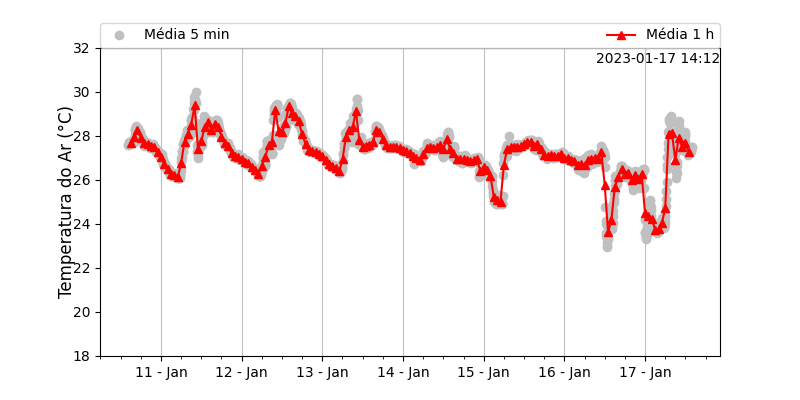 Média 5 min
Média 1 h
2023-01-17 14:12
Temperatura do Ar (°C)
32
30
28
26
24
22
20
18
11 - Jan
12 - Jan
13 - Jan
14 - Jan
15 - Jan
16 - Jan
17 - Jan